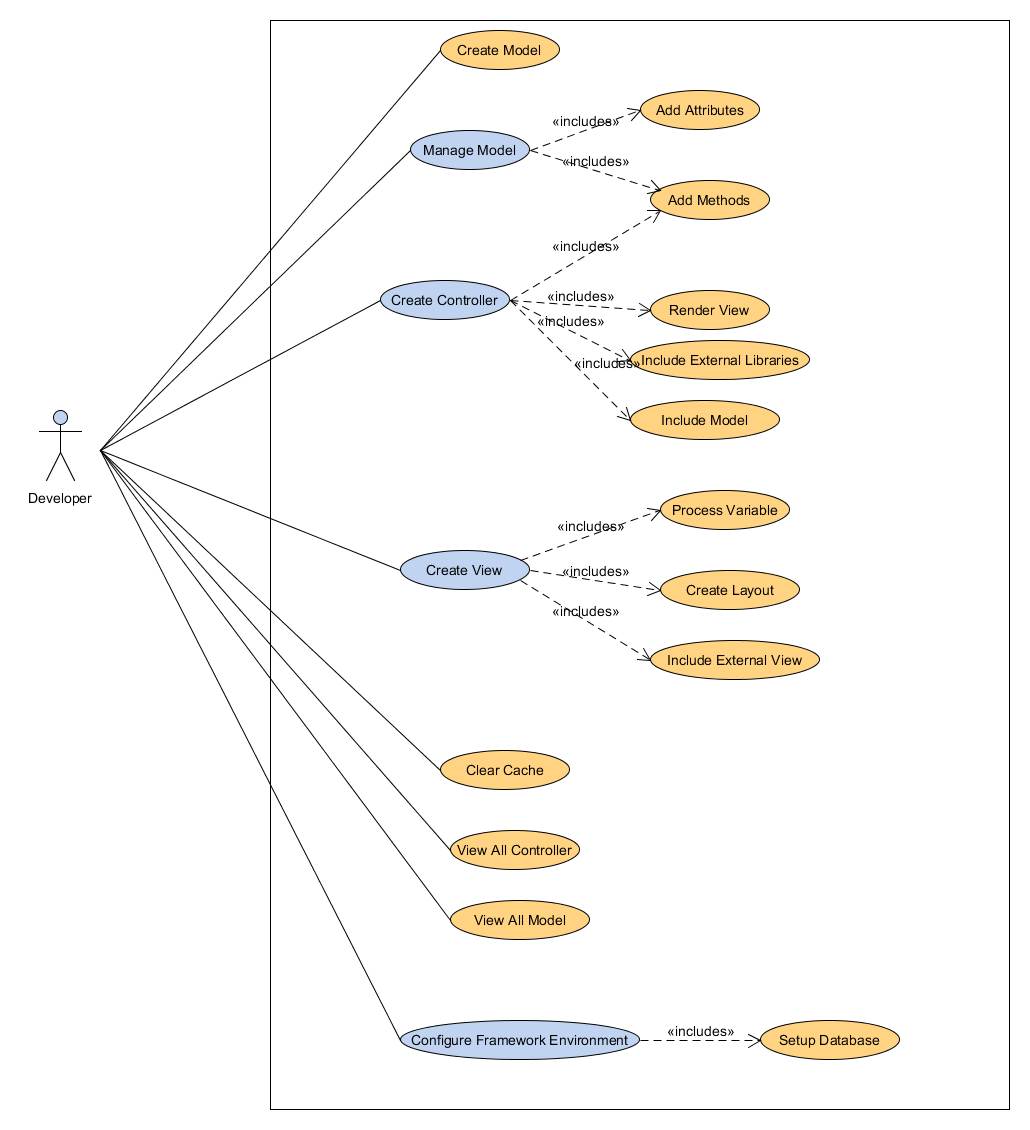 Create Model
Add Attributes
«includes»
Manage Model
«includes»
Add Methods
«includes»
Create Controller
«includes»
Render View
«includes»
Include External Libraries
«includes»
Include Model
Developer
Process Variable
«includes»
Create View
«includes»
Create Layout
«includes»
Include External View
Clear Cache
View All Controller
View All Model
Configure Framework Environment
«includes»
Setup Database